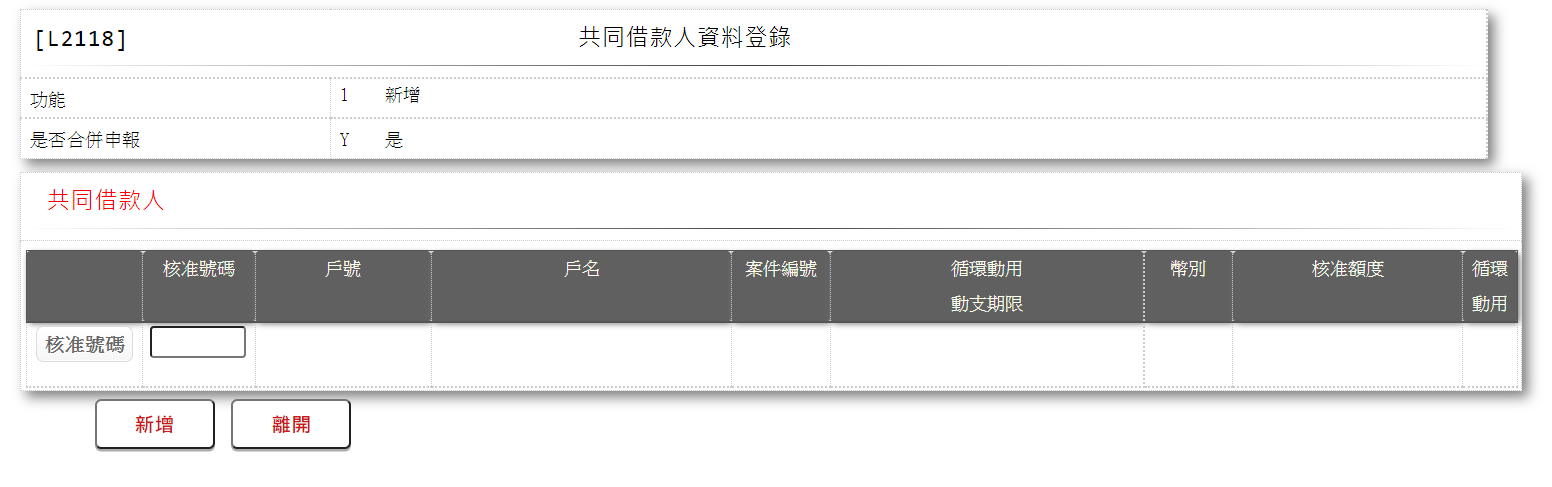 [L2118] 共同借款人資料登錄
功能 1 新增
是否合併申報 Y 是
共同借款人
核准號碼 戶號 戶名 案件編號 循環動用 幣別 核准額度 循環
動支期限 動用
核准號碼
新增 離開